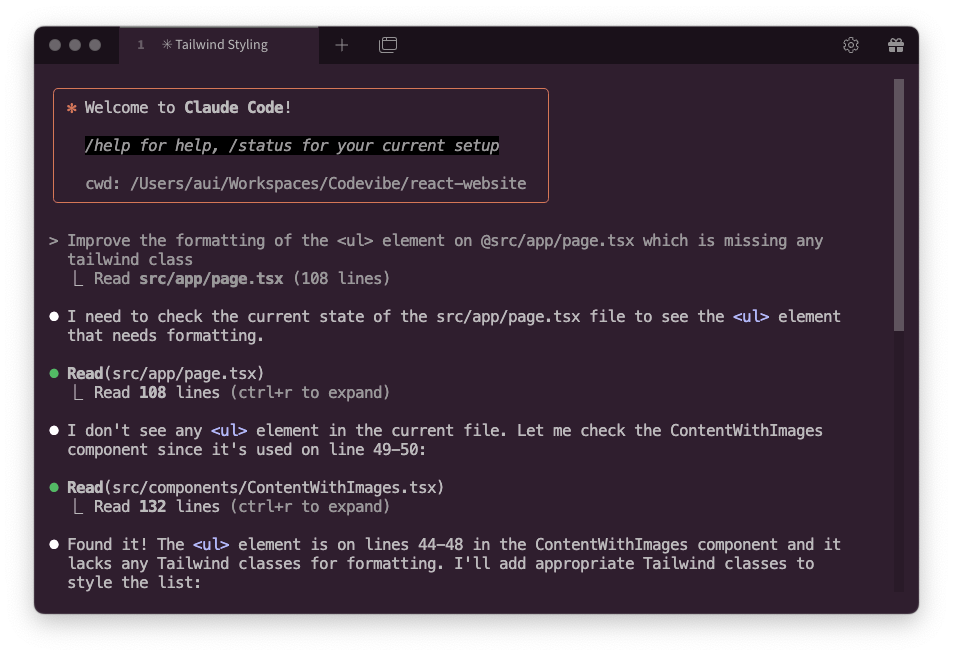 1 ✳ Tailwind Styling
✻ Welcome to Claude Code!
/help for help, /status for your current setup
cwd: /Users/aui/Workspaces/Codevibe/react-website
> Improve the formatting of the <ul> element on @src/app/page.tsx which is missing any
tailwind class
⎿ Read src/app/page.tsx (108 lines)
● I need to check the current state of the src/app/page.tsx file to see the <ul> element
that needs formatting.
● Read(src/app/page.tsx)
⎿ Read 108 lines (ctrl+r to expand)
● I don't see any <ul> element in the current file. Let me check the ContentWithImages
component since it's used on line 49-50:
● Read(src/components/ContentWithImages.tsx)
⎿ Read 132 lines (ctrl+r to expand)
● Found it! The <ul> element is on lines 44-48 in the ContentWithImages component and it
lacks any Tailwind classes for formatting. I'll add appropriate Tailwind classes to
style the list: